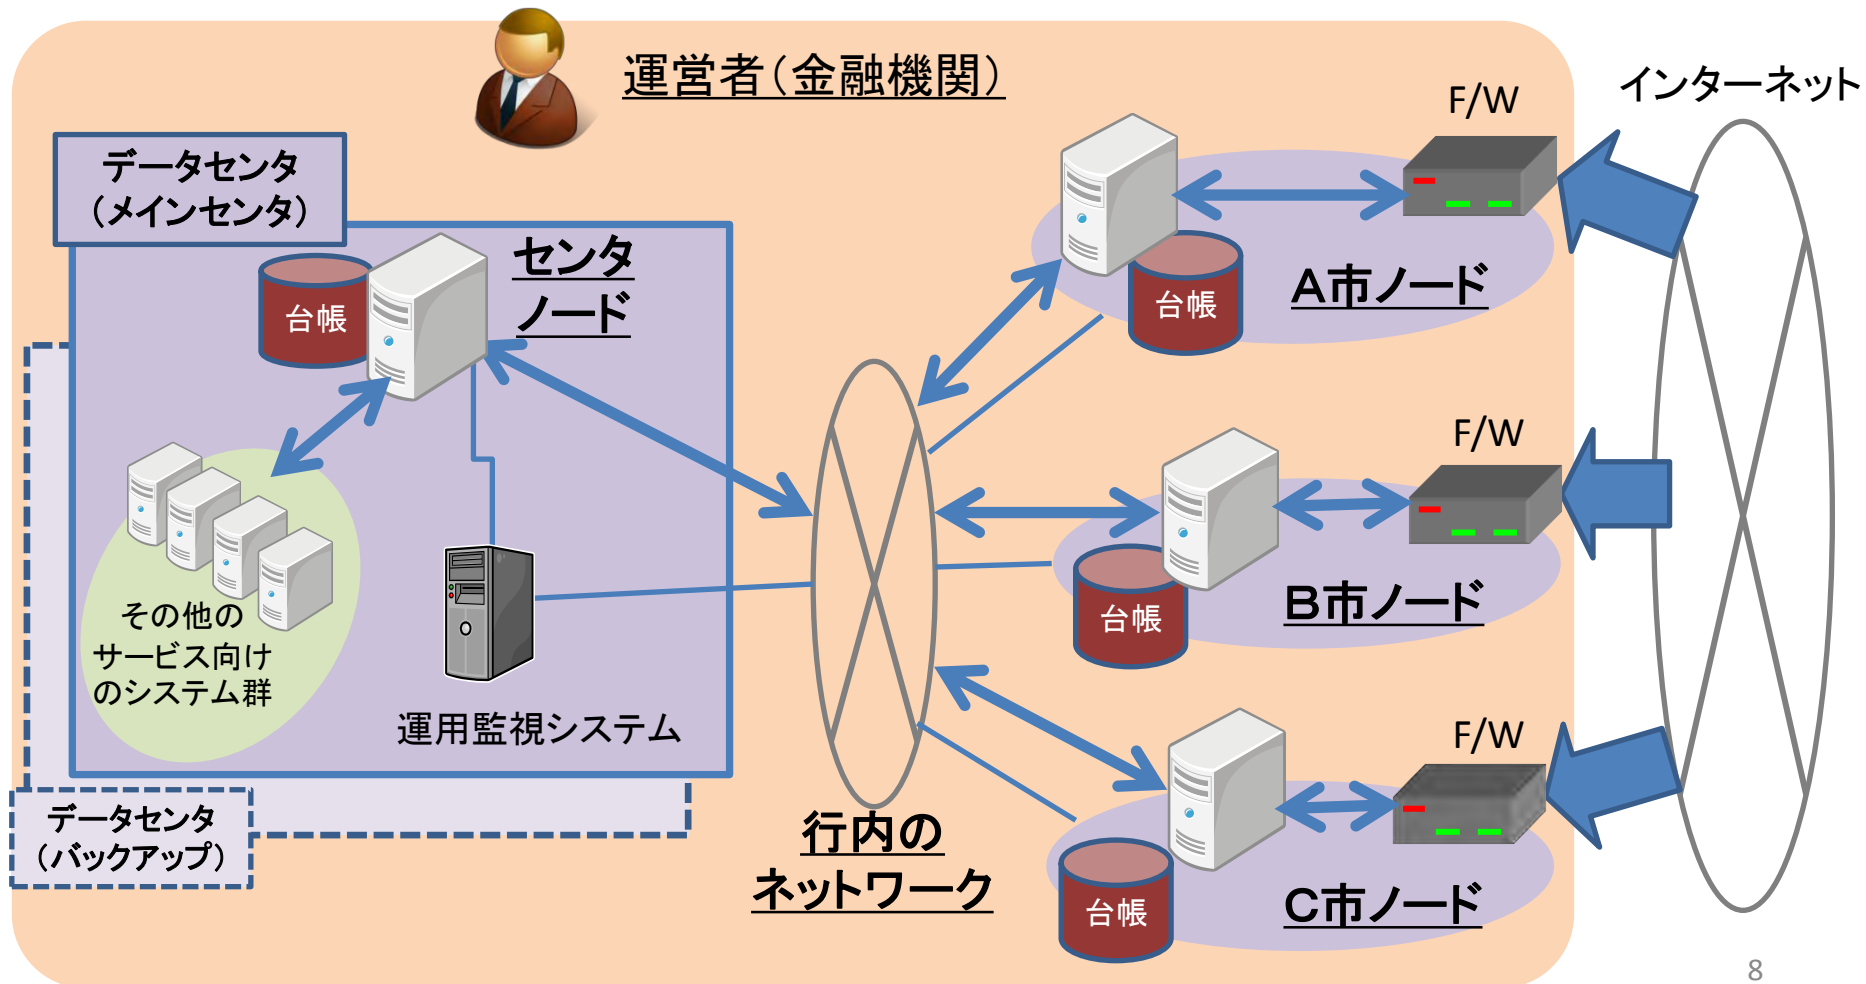 運営者（金融機関）
インターネット
データセンタ
（メインセンタ）
センタ
ノード
台帳
その他の
サービス向け
のシステム群
運用監視システム
データセンタ
（バックアップ）
行内の
ネットワーク
F/W
A市ノード
台帳
F/W
B市ノード
台帳
F/W
C市ノード
台帳
8